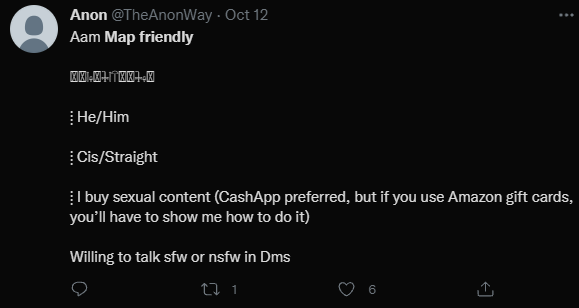 Anon @TheAnonWay · Oct 12
Aam Map friendly
He/Him
Cis/Straight
I buy sexual content (CashApp preferred, but if you use Amazon gift cards,
you'll have to show me how to do it)
Willing to talk sfw or nsfw in Dms
1 6